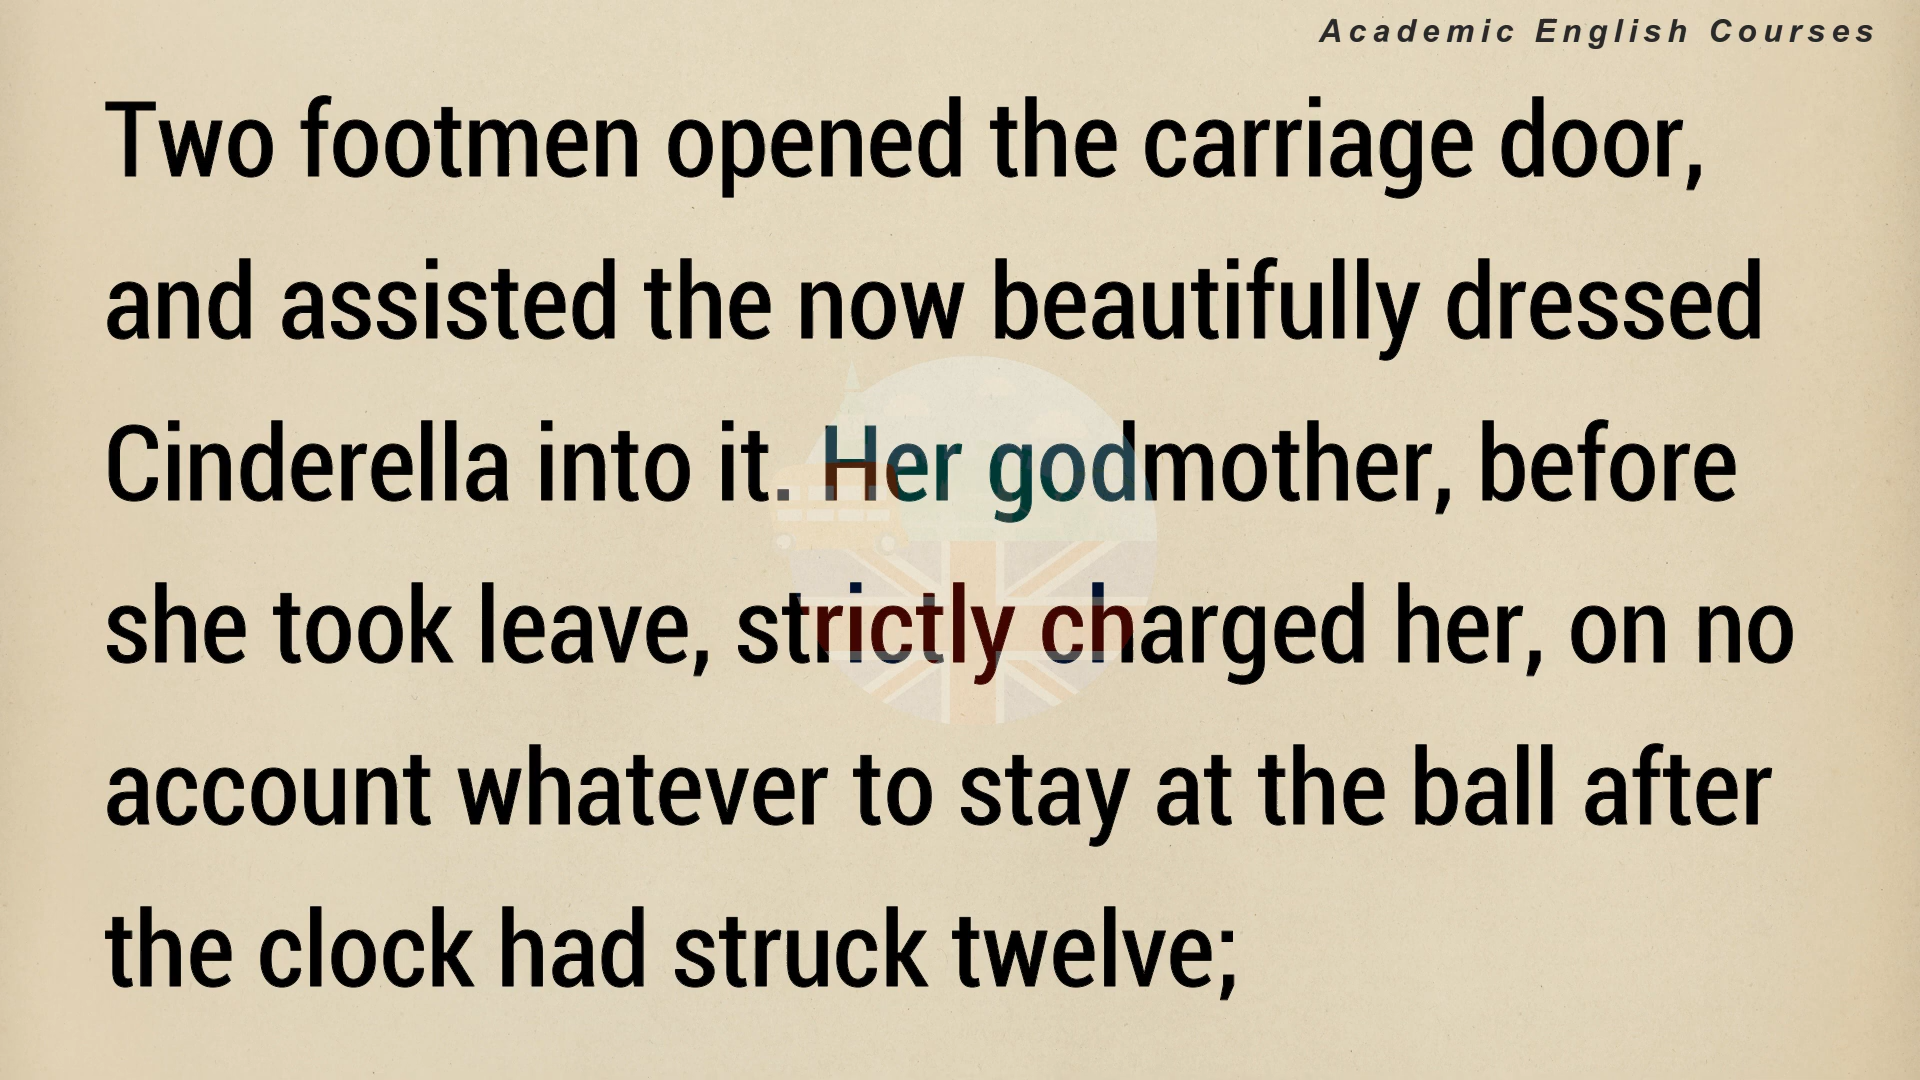 Academic English Courses
Two footmen opened the carriage door,
and assisted the now beautifully dressed
Cinderella into it. Her godmother, before
she took leave, strictly charged her, on no
account whatever to stay at the ball after
the clock had struck twelve;